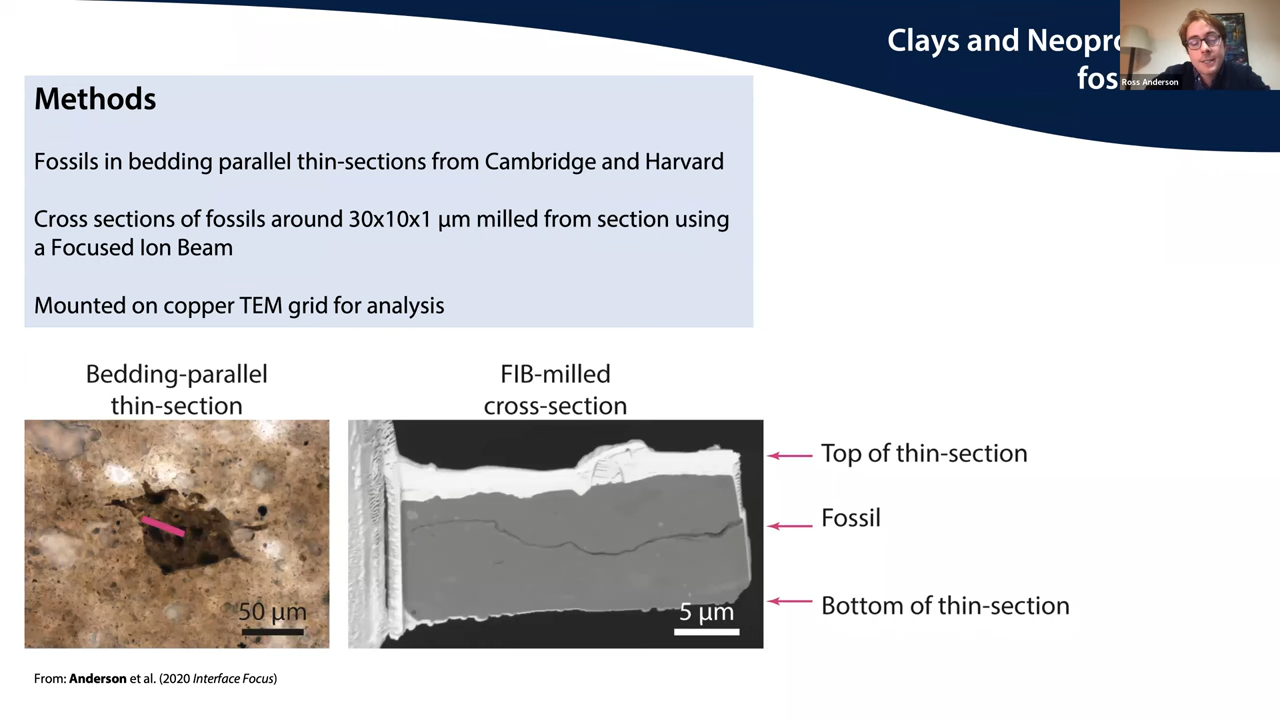 Clays and Neopro
fos
Ross Anderson
Methods
Fossils in bedding parallel thin-sections from Cambridge and Harvard
Cross sections of fossils around 30x10x1 µm milled from section using
a Focused Ion Beam
Mounted on copper TEM grid for analysis
Bedding-parallel
thin-section
FIB-milled
cross-section
50 µm
5 µm
Top of thin-section
Fossil
Bottom of thin-section
From: Anderson et al. (2020 Interface Focus)